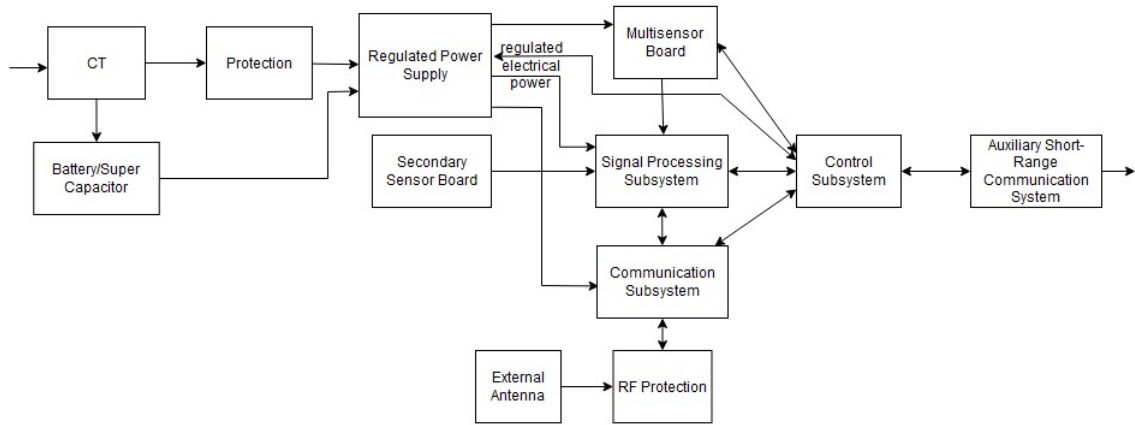 CT
Protection
Regulated Power
Supply
regulated
electrical
power
Multisensor
Board
Battery/Super
Capacitor
Secondary
Sensor Board
Signal Processing
Subsystem
Control
Subsystem
Auxiliary Short-
Range
Communication
System
Communication
Subsystem
External
Antenna
RF Protection